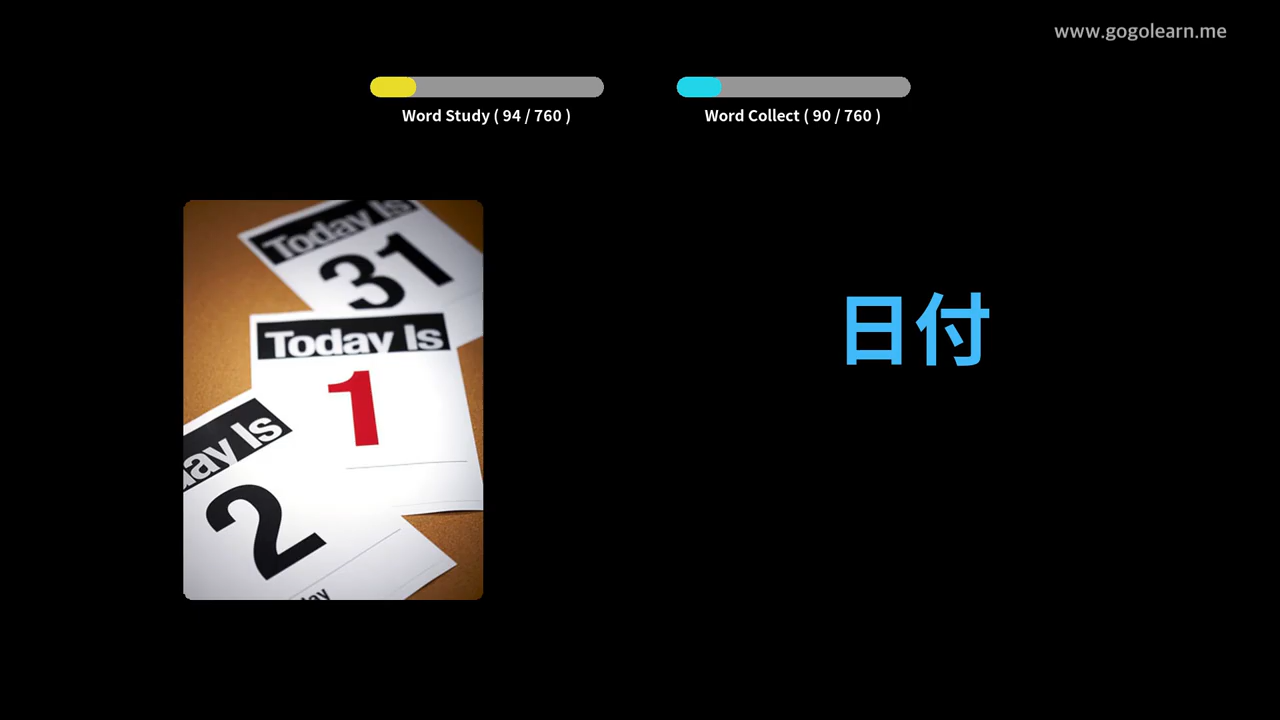 www.gogolearn.me
Word Study ( 94 / 760 )
Word Collect ( 90 / 760 )
Today Is
31
Today Is
1
day Is
2
日付